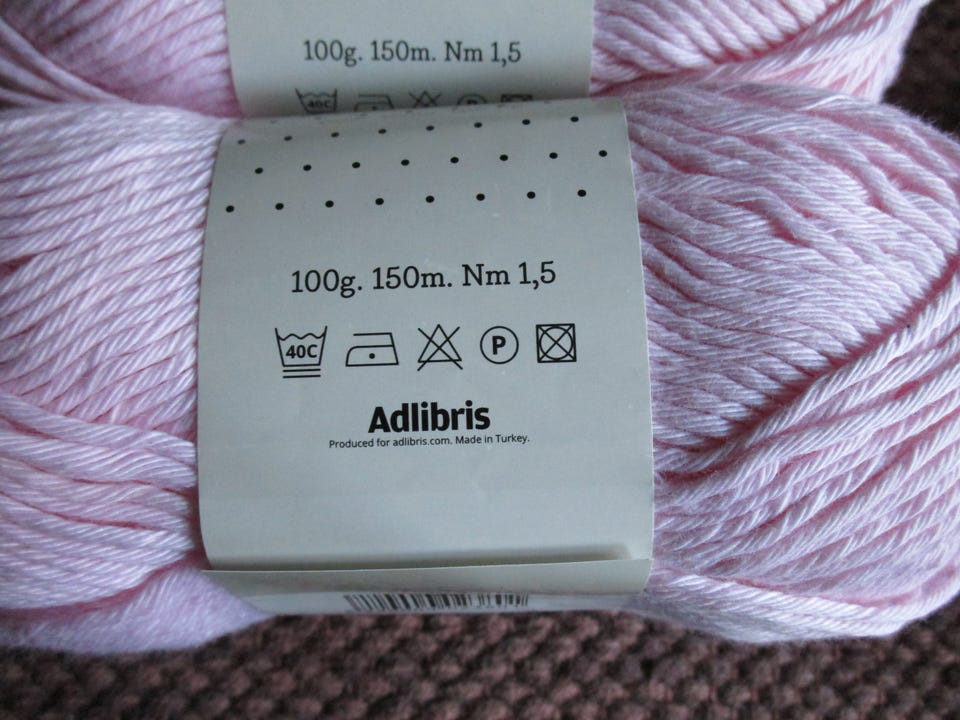 100g. 150m. Nm 1,5
40C
P
100g. 150m. Nm 1,5
40C
P
Adlibris
Produced for adlibris.com. Made in Turkey.